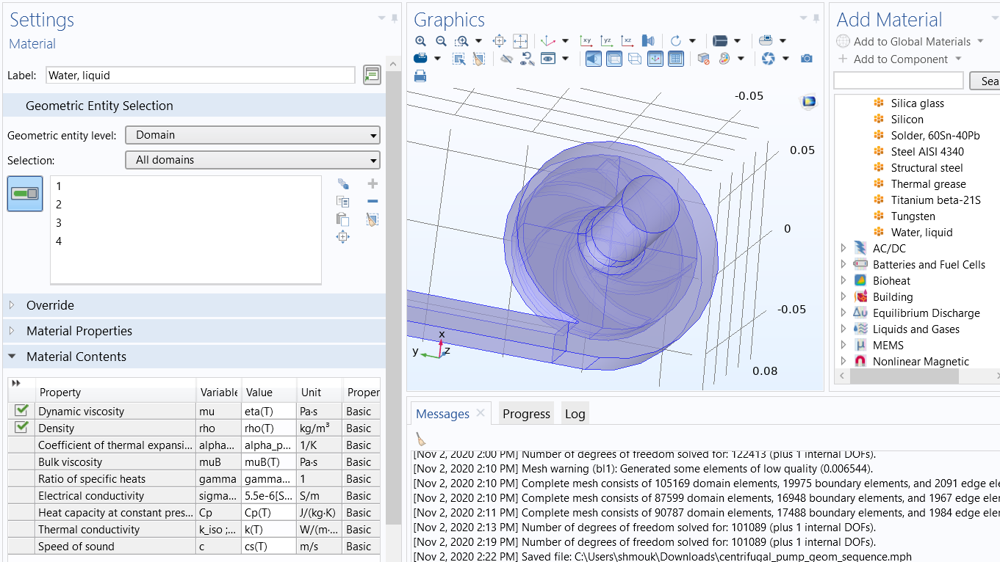 Settings
Material
Label: Water, liquid
Geometric Entity Selection
Geometric entity level: Domain
Selection: All domains
1
2
3
4
Override
Material Properties
Material Contents
Property Variable Value Unit Proper
Dynamic viscosity mu eta(T) Pa·s Basic
Density rho rho(T) kg/m³ Basic
Coefficient of thermal expansi... alpha... alpha_p... 1/K Basic
Bulk viscosity muB muB(T) Pa·s Basic
Ratio of specific heats gamma gamma... 1 Basic
Electrical conductivity sigma... 5.5e-6[S... S/m Basic
Heat capacity at constant pres... Cp Cp(T) J/(kg·K) Basic
Thermal conductivity k_iso ;... k(T) W/(m·... Basic
Speed of sound c cs(T) m/s Basic
Graphics
xy yz xz
-0.05
0.05
0
-0.05
0.08
x
y z
Messages Progress Log
[Nov 2, 2020 2:00 PM] Number of degrees of freedom solved for: 122413 (plus 1 internal DOFs).
[Nov 2, 2020 2:10 PM] Mesh warning (bl1): Generated some elements of low quality (0.006544).
[Nov 2, 2020 2:10 PM] Complete mesh consists of 105169 domain elements, 19975 boundary elements, and 2091 edge ele
[Nov 2, 2020 2:10 PM] Complete mesh consists of 87599 domain elements, 16948 boundary elements, and 1967 edge elem
[Nov 2, 2020 2:11 PM] Complete mesh consists of 90787 domain elements, 17488 boundary elements, and 1984 edge elem
[Nov 2, 2020 2:13 PM] Number of degrees of freedom solved for: 101089 (plus 1 internal DOFs).
[Nov 2, 2020 2:19 PM] Number of degrees of freedom solved for: 101089 (plus 1 internal DOFs).
[Nov 2, 2020 2:22 PM] Saved file: C:\Users\shmouk\Downloads\centrifugal_pump_geom_sequence.mph
Add Material
Add to Global Materials
Add to Component
Sea
Silica glass
Silicon
Solder, 60Sn-40Pb
Steel AISI 4340
Structural steel
Thermal grease
Titanium beta-21S
Tungsten
Water, liquid
AC/DC
Batteries and Fuel Cells
Bioheat
Building
Δυ Equilibrium Discharge
Liquids and Gases
μ MEMS
Nonlinear Magnetic